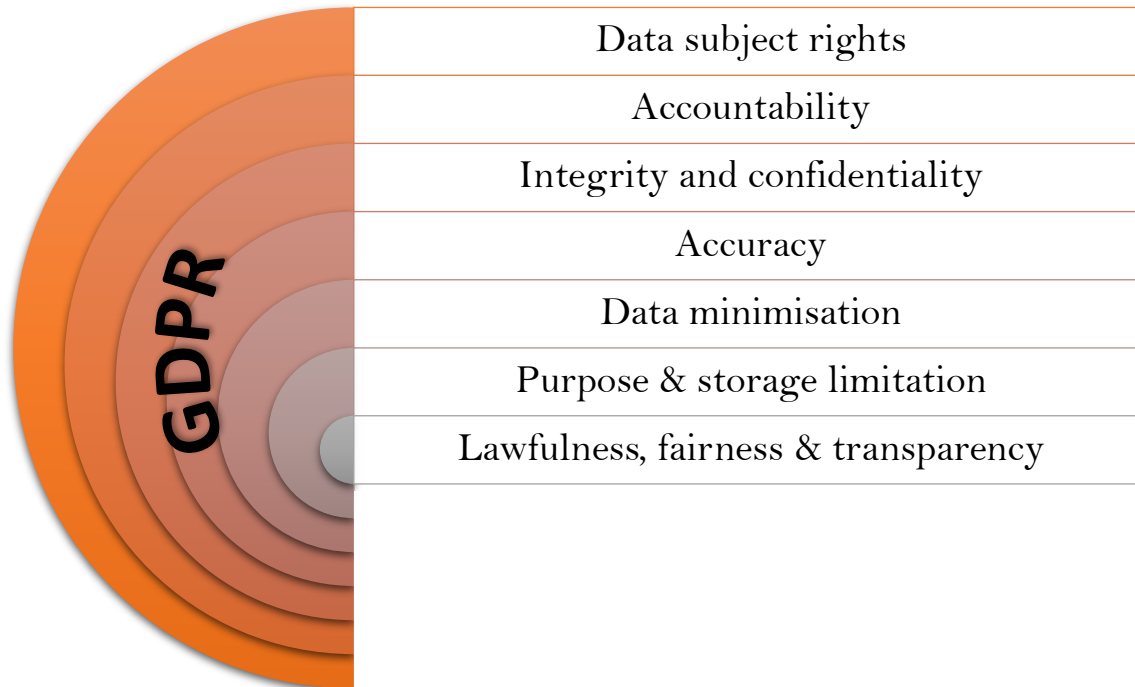 GDPR
Data subject rights
Accountability
Integrity and confidentiality
Accuracy
Data minimisation
Purpose & storage limitation
Lawfulness, fairness & transparency